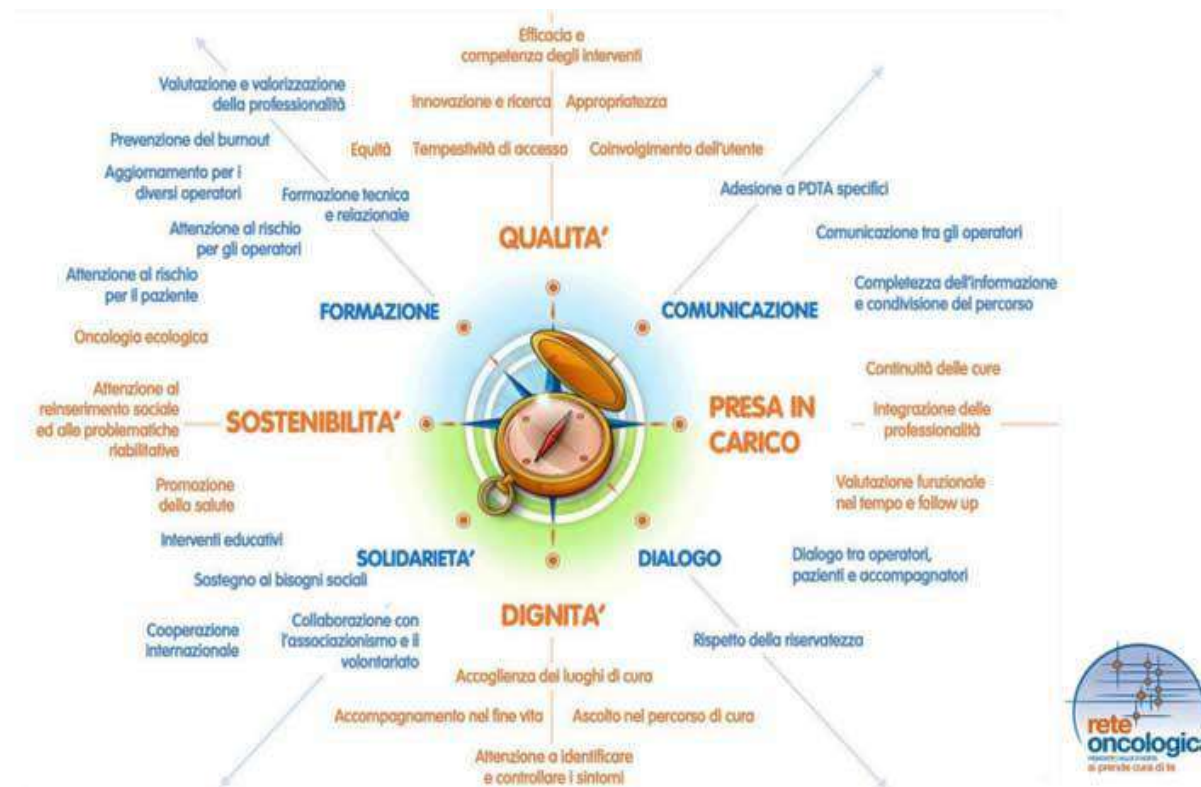 Efficacia e
competenza degli interventi
Innovazione e ricerca
Appropriatezza
Equità
Tempestività di accesso
Coinvolgimento dell'utente
QUALITA'
Valutazione e valorizzazione
della professionalità
Prevenzione del burnout
Aggiornamento per i
diversi operatori
Formazione tecnica
e relazionale
Attenzione al rischio
per gli operatori
Attenzione al rischio
per il paziente
FORMAZIONE
Adesione a PDTA specifici
Comunicazione tra gli operatori
Completezza dell'informazione
e condivisione del percorso
COMUNICAZIONE
Oncologia ecologica
Attenzione al
reinserimento sociale
ed alle problematiche
riabilitative
Promozione
della salute
SOSTENIBILITA'
PRESA IN
CARICO
Continuità delle cure
Integrazione delle
professionalità
Valutazione funzionale
nel tempo e follow up
SOLIDARIETA'
Interventi educativi
Sostegno ai bisogni sociali
Cooperazione
internazionale
Collaborazione con
l'associazionismo e il
volontariato
DIALOGO
Dialogo tra operatori,
pazienti e accompagnatori
Rispetto della riservatezza
DIGNITA'
Accoglienza dei luoghi di cura
Accompagnamento nel fine vita
Ascolto nel percorso di cura
Attenzione a identificare
e controllare i sintomi
rete
oncologica
si prende cura di te